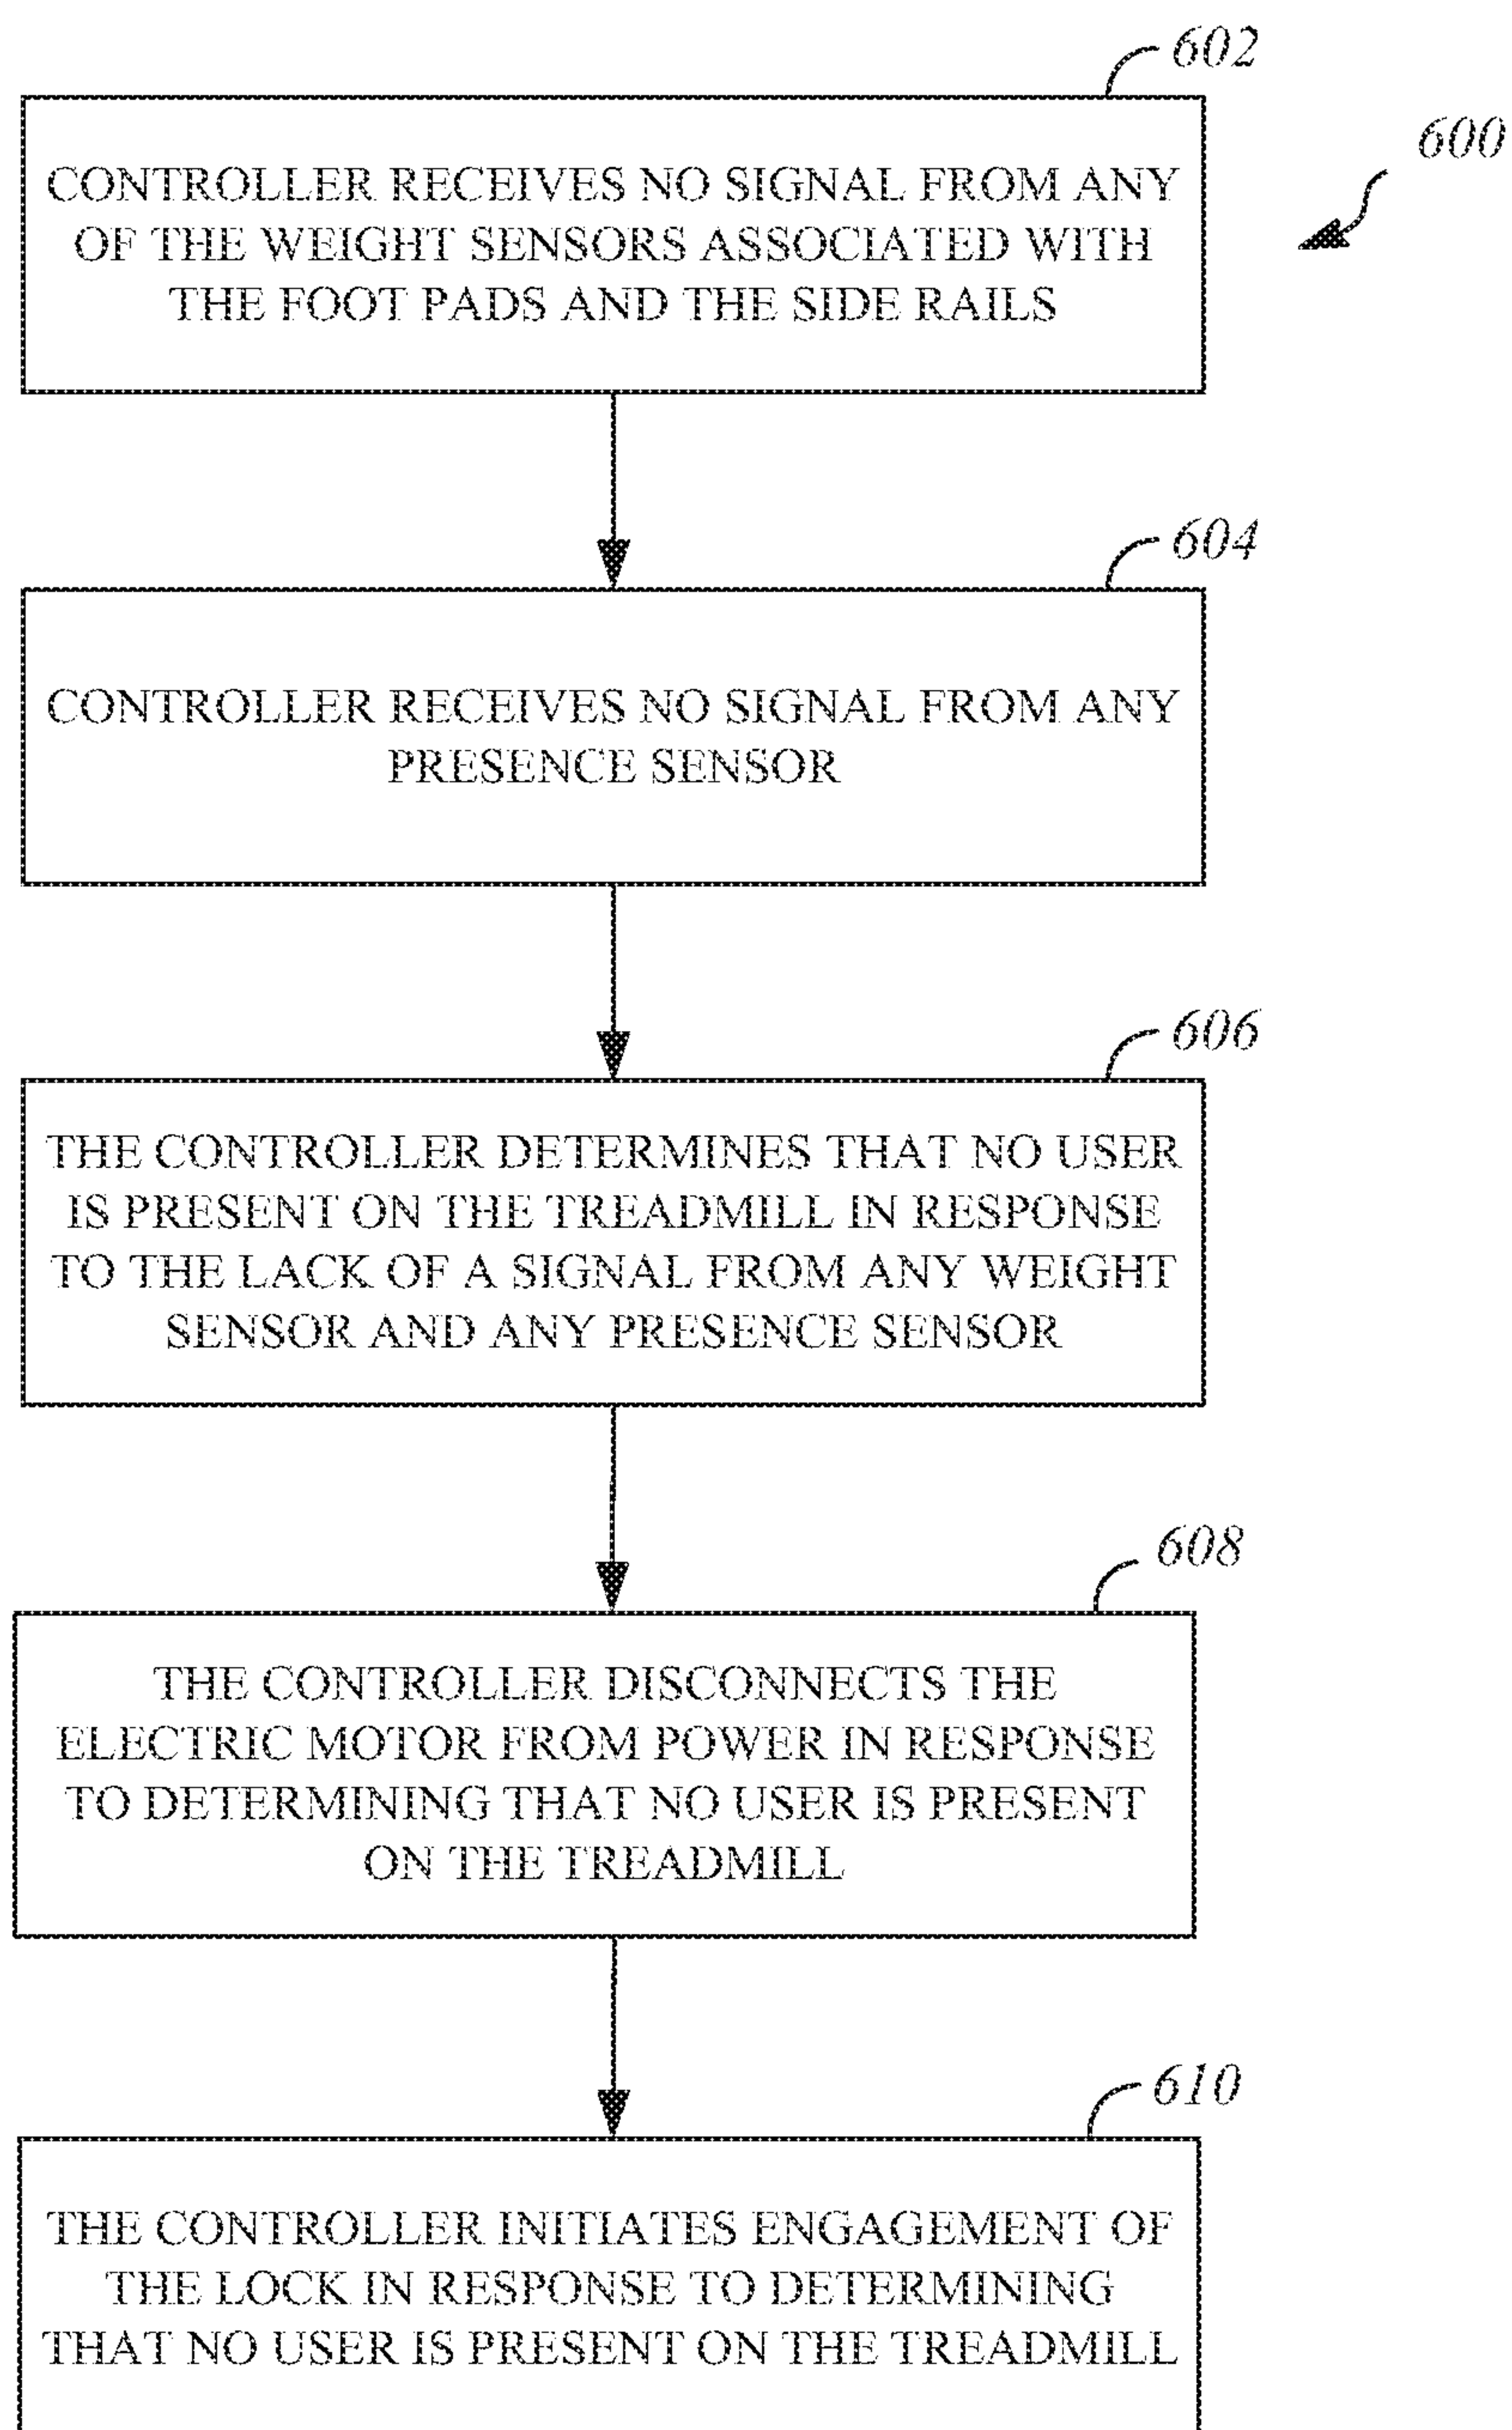 602
600
CONTROLLER RECEIVES NO SIGNAL FROM ANY
OF THE WEIGHT SENSORS ASSOCIATED WITH
THE FOOT PADS AND THE SIDE RAILS
604
CONTROLLER RECEIVES NO SIGNAL FROM ANY
PRESENCE SENSOR
606
THE CONTROLLER DETERMINES THAT NO USER
IS PRESENT ON THE TREADMILL IN RESPONSE
TO THE LACK OF A SIGNAL FROM ANY WEIGHT
SENSOR AND ANY PRESENCE SENSOR
608
THE CONTROLLER DISCONNECTS THE
ELECTRIC MOTOR FROM POWER IN RESPONSE
TO DETERMINING THAT NO USER IS PRESENT
ON THE TREADMILL
610
THE CONTROLLER INITIATES ENGAGEMENT OF
THE LOCK IN RESPONSE TO DETERMINING
THAT NO USER IS PRESENT ON THE TREADMILL